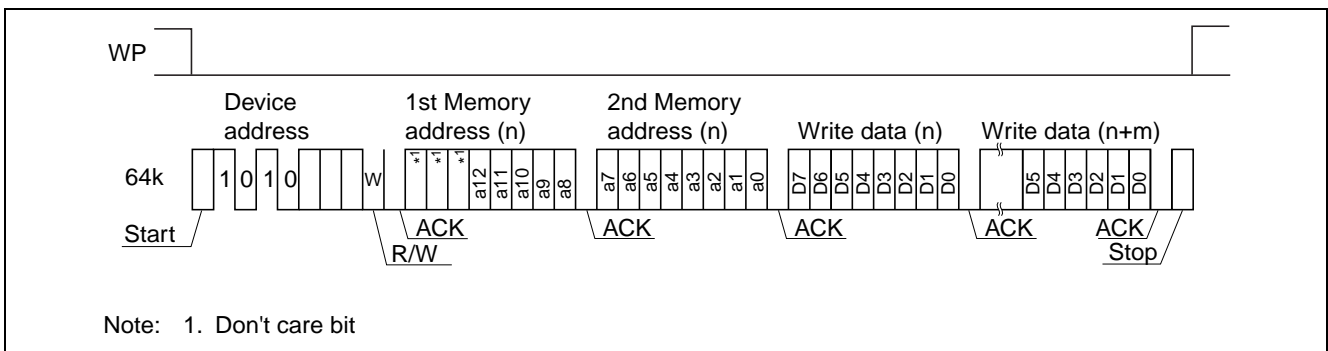 WP
Device address
1st Memory address (n)
2nd Memory address (n)
Write data (n)
Write data (n+m)
64k
1 0 1 0
W
*1 *1 *1 a12 a11 a10 a9 a8
a7 a6 a5 a4 a3 a2 a1 a0
D7 D6 D5 D4 D3 D2 D1 D0
D5 D4 D3 D2 D1 D0
Start
R/W
ACK
ACK
ACK
ACK
ACK
Stop
Note: 1. Don't care bit